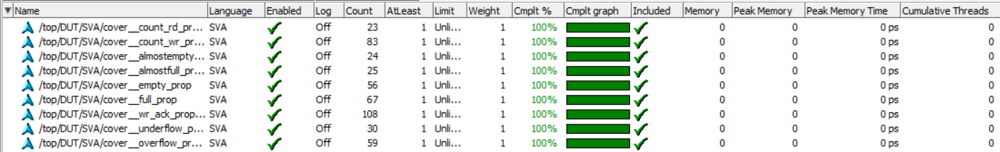 Name Language Enabled Log Count AtLeast Limit Weight Cmplt % Cmplt graph Included Memory Peak Memory Peak Memory Time Cumulative Threads
/top/DUT/SVA/cover__count_rd_pr... SVA Off 23 1 Unli... 1 100% 0 0 0 ps 0
/top/DUT/SVA/cover__count_wr_pr... SVA Off 83 1 Unli... 1 100% 0 0 0 ps 0
/top/DUT/SVA/cover__almostempty... SVA Off 24 1 Unli... 1 100% 0 0 0 ps 0
/top/DUT/SVA/cover__almostfull_pr... SVA Off 25 1 Unli... 1 100% 0 0 0 ps 0
/top/DUT/SVA/cover__empty_prop SVA Off 56 1 Unli... 1 100% 0 0 0 ps 0
/top/DUT/SVA/cover__full_prop SVA Off 67 1 Unli... 1 100% 0 0 0 ps 0
/top/DUT/SVA/cover__wr_ack_prop... SVA Off 108 1 Unli... 1 100% 0 0 0 ps 0
/top/DUT/SVA/cover__underflow_p... SVA Off 30 1 Unli... 1 100% 0 0 0 ps 0
/top/DUT/SVA/cover__overflow_pr... SVA Off 59 1 Unli... 1 100% 0 0 0 ps 0